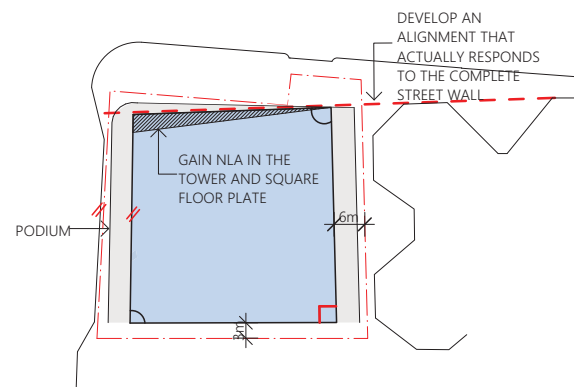 DEVELOP AN
ALIGNMENT THAT
ACTUALLY RESPONDS
TO THE COMPLETE
STREET WALL
GAIN NLA IN THE
TOWER AND SQUARE
FLOOR PLATE
PODIUM
6m
3m